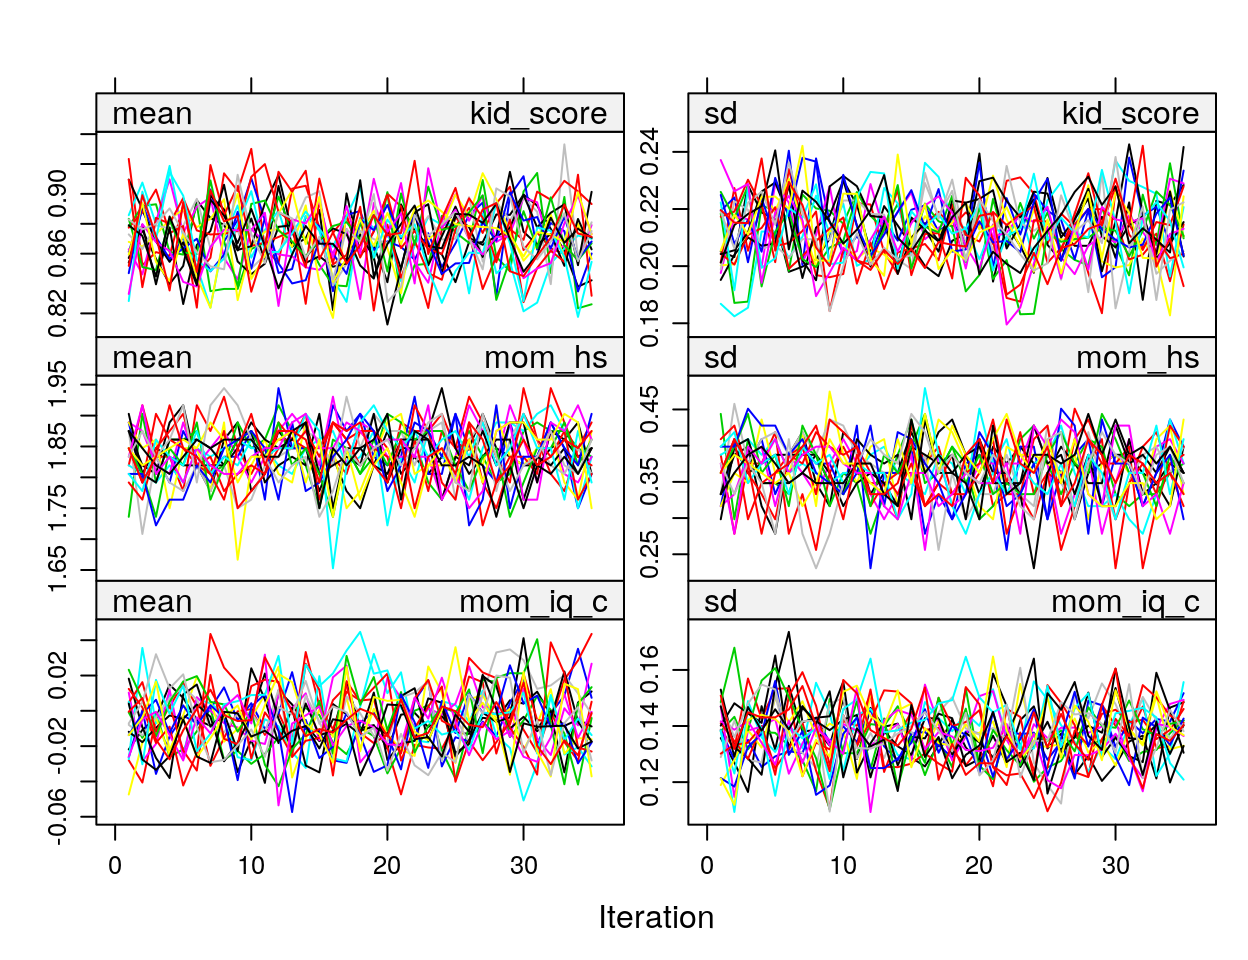 mean kid_score
sd kid_score
0.82 0.86 0.90
0.18 0.20 0.22 0.24
mean mom_hs
sd mom_hs
1.65 1.75 1.85 1.95
0.25 0.35 0.45
mean mom_iq_c
sd mom_iq_c
-0.06 -0.02 0.02
0.12 0.14 0.16
0 10 20 30
0 10 20 30
Iteration